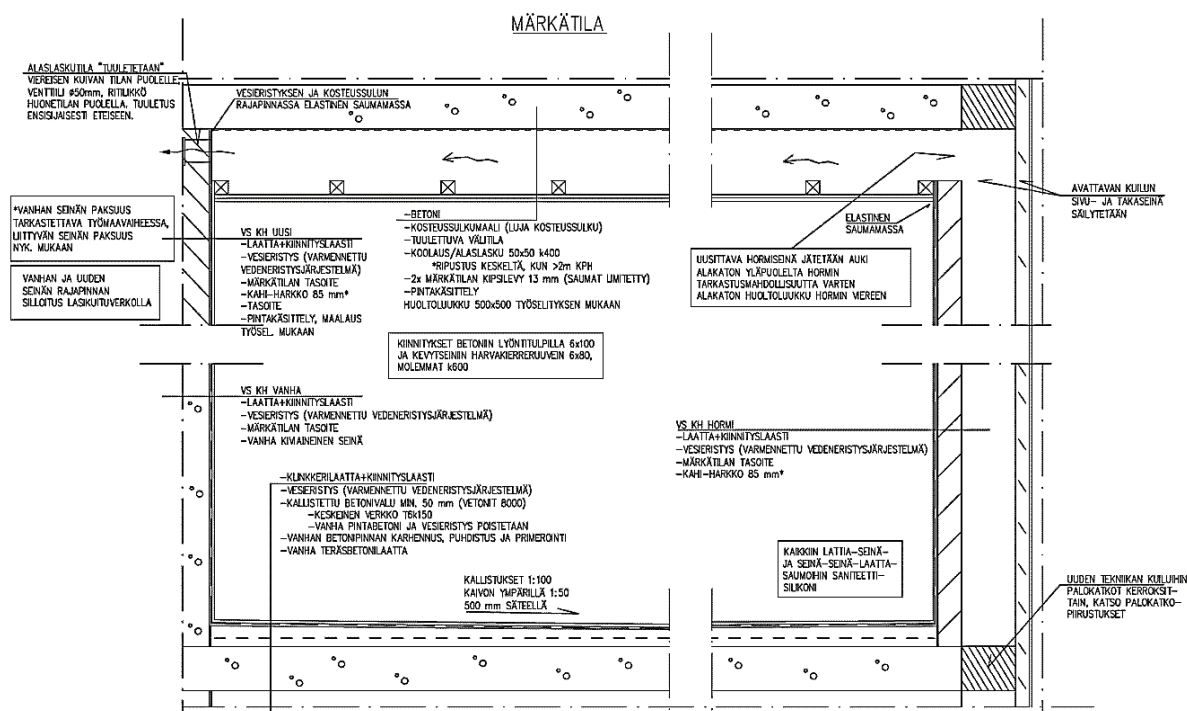 MÄRKÄTILA
ALASLASKUTILA "TUULETETAAN"
VIEREISEN KUIVAN TILAN PUOLELLE,
VENTTIILI ø50mm, RITILIKKÖ
HUONETILAN PUOLELLA, TUULETUS
ENSISIJAISESTI ETEISEEN.
VESIERISTYKSEN JA KOSTEUSSULUN
RAJAPINNASSA ELASTINEN SAUMAMASSA
*VANHAN SEINÄN PAKSUUS
TARKASTETTAVA TYÖMAAVAIHEESSA,
LIITTYVÄN SEINÄN PAKSUUS
NYK. MUKAAN
VANHAN JA UUDEN
SEINÄN RAJAPINNAN
SILLOITUS LASIKUITUVERKOLLA
VS KH UUSI
-LAATTA+KIINNITYSLAASTI
-VESIERISTYS (VARMENNETTU
VEDENERISTYSJÄRJESTELMÄ)
-MÄRKÄTILAN TASOITE
-KAHI-HARKKO 85 mm*
-TASOITE
-PINTAKÄSITTELY, MAALAUS
TYÖSEL. MUKAAN
-BETONI
-KOSTEUSSULKUMAALI (LUJA KOSTEUSSULKU)
-TUULETTUVA VÄLITILA
-KOOLAUS/ALASLASKU 50x50 k400
*RIPUSTUS KESKELTÄ, KUN >2m KPH
-2x MÄRKÄTILAN KIPSILEVY 13 mm (SAUMAT LIMITETTY)
-PINTAKÄSITTELY
HUOLTOLUUKKU 500x500 TYÖSELITYKSEN MUKAAN
KIINNITYKSET BETONIIN LYÖNTITULPILLA 6x100
JA KEVYTSEINIIN HARVAKIERRERUUVEIN 6x80,
MOLEMMAT k600
ELASTINEN
SAUMAMASSA
UUSITTAVA HORMISEINÄ JÄTETÄÄN AUKI
ALAKATON YLÄPUOLELTA HORMIN
TARKASTUSMAHDOLLISUUTTA VARTEN
ALAKATON HUOLTOLUUKKU HORMIN VIEREEN
AVATTAVAN KUILUN
SIVU- JA TAKASEINÄ
SÄILYTETÄÄN
VS KH VANHA
-LAATTA+KIINNITYSLAASTI
-VESIERISTYS (VARMENNETTU VEDENERISTYSJÄRJESTELMÄ)
-MÄRKÄTILAN TASOITE
-VANHA KIVIAINEINEN SEINÄ
VS KH HORMI
-LAATTA+KIINNITYSLAASTI
-VESIERISTYS (VARMENNETTU VEDENERISTYSJÄRJESTELMÄ)
-MÄRKÄTILAN TASOITE
-KAHI-HARKKO 85 mm*
-KLINKKERILAATTA+KIINNITYSLAASTI
-VESIERISTYS (VARMENNETTU VEDENERISTYSJÄRJESTELMÄ)
-KALLISTETTU BETONIVALU MIN. 50 mm (VETONIT 8000)
-KESKEINEN VERKKO T6k150
-VANHA PINTABETONI JA VESIERISTYS POISTETAAN
-VANHAN BETONIPINNAN KARHENNUS, PUHDISTUS JA PRIMEROINTI
-VANHA TERÄSBETONILAATTA
KALLISTUKSET 1:100
KAIVON YMPÄRILLÄ 1:50
500 mm SÄTEELLÄ
KAIKKIIN LATTIA-SEINÄ-
JA SEINÄ-SEINÄ-LAATTA-
SAUMOIHIN SANITEETTI-
SILIKONI
UUDEN TEKNIIKAN KUILUIHIN
PALOKATKOT KERROKSIT-
TAIN, KATSO PALOKATKO-
PIIRUSTUKSET